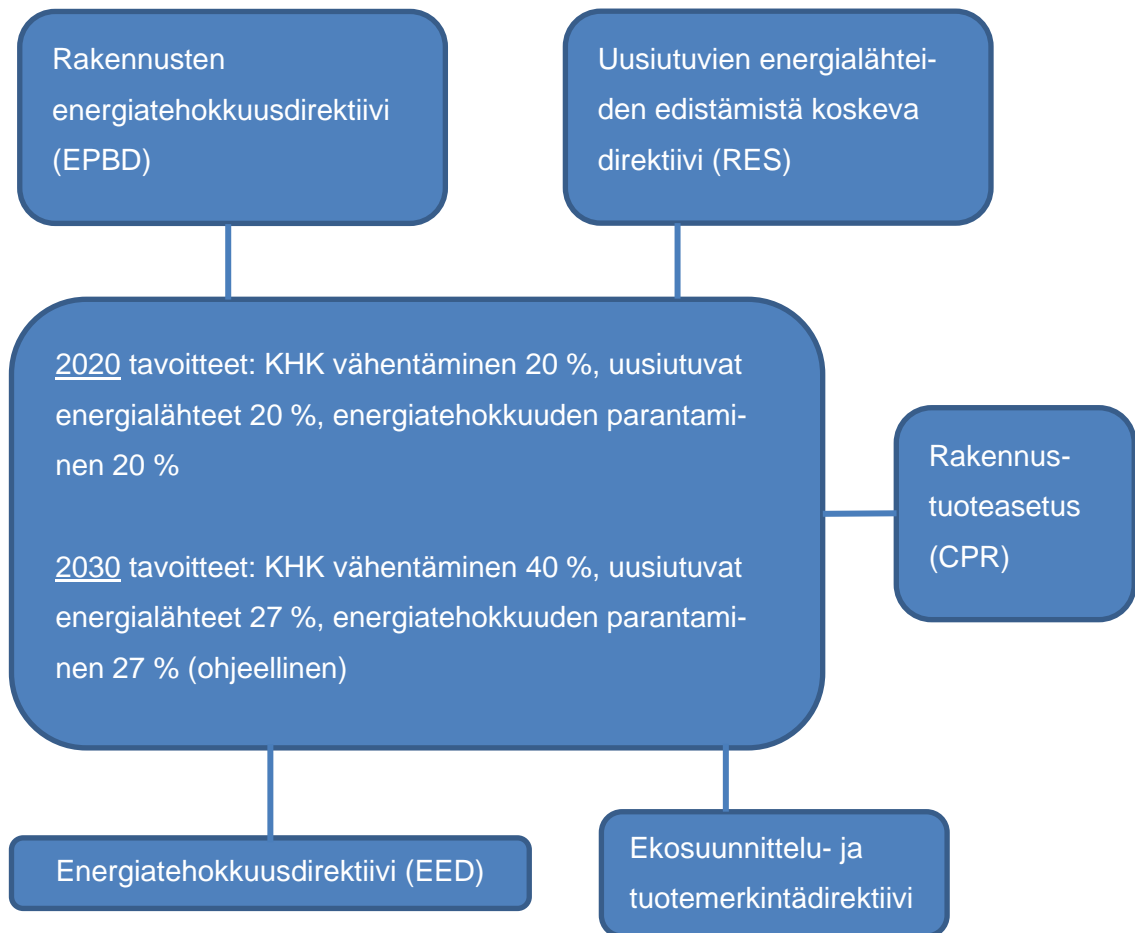 Rakennusten
energiatehokkuusdirektiivi
(EPBD)
Uusiutuvien energialähtei-
den edistämistä koskeva
direktiivi (RES)
2020 tavoitteet: KHK vähentäminen 20 %, uusiutuvat
energialähteet 20 %, energiatehokkuuden parantami-
nen 20 %
2030 tavoitteet: KHK vähentäminen 40 %, uusiutuvat
energialähteet 27 %, energiatehokkuuden parantami-
nen 27 % (ohjeellinen)
Rakennus-
tuoteasetus
(CPR)
Energiatehokkuusdirektiivi (EED)
Ekosuunnittelu- ja
tuotemerkintädirektiivi